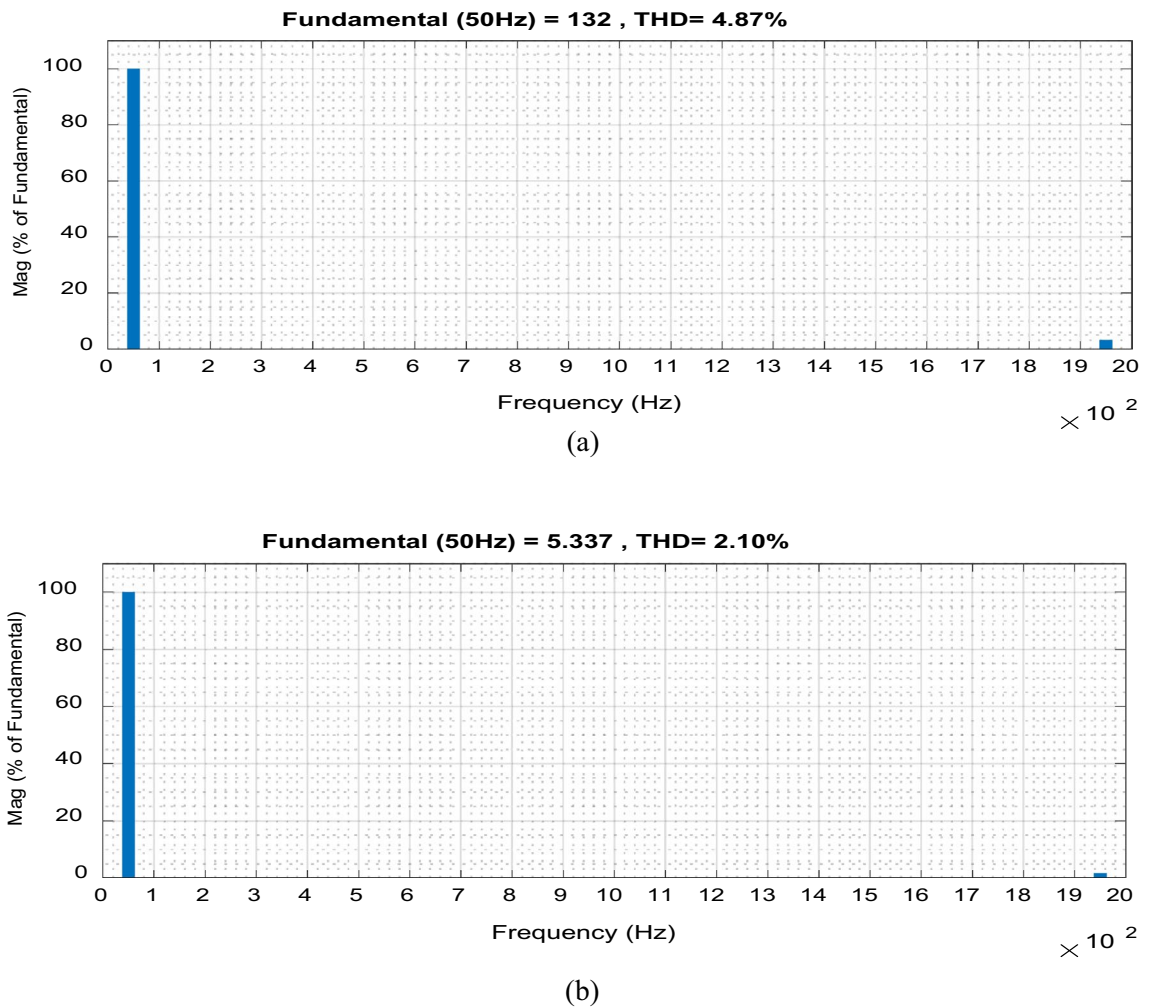 Fundamental (50Hz) = 132 , THD= 4.87%
100
80
60
40
20
0
Mag (% of Fundamental)
0 1 2 3 4 5 6 7 8 9 10 11 12 13 14 15 16 17 18 19 20
Frequency (Hz)
× 10 2
(a)
Fundamental (50Hz) = 5.337 , THD= 2.10%
100
80
60
40
20
0
Mag (% of Fundamental)
0 1 2 3 4 5 6 7 8 9 10 11 12 13 14 15 16 17 18 19 20
Frequency (Hz)
× 10 2
(b)